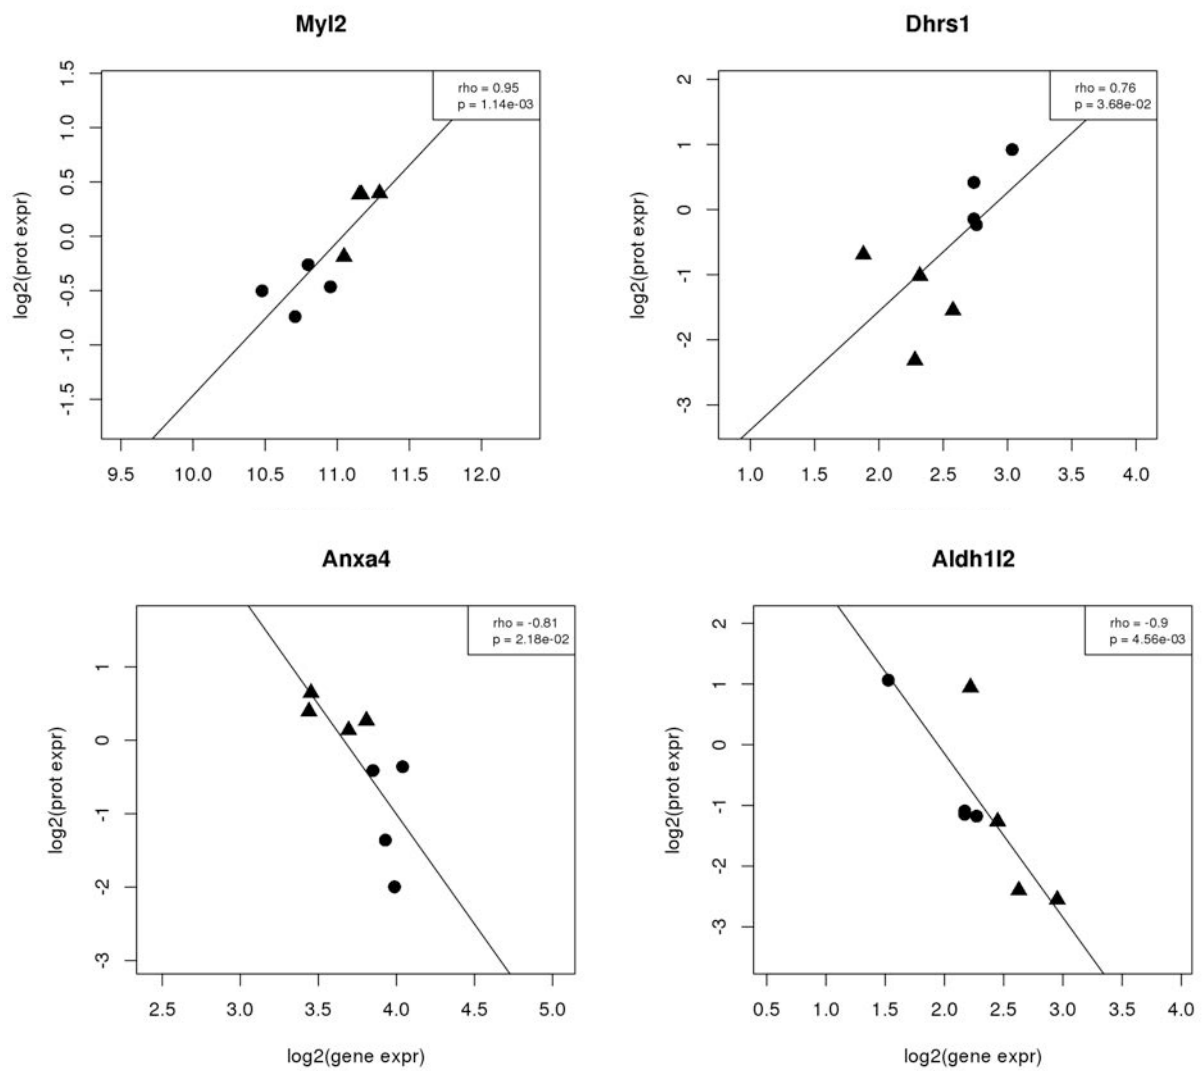 Myl2
rho = 0.95
p = 1.14e-03
log2(prot expr)
1.5
1.0
0.5
0.0
-0.5
-1.0
-1.5
9.5 10.0 10.5 11.0 11.5 12.0
Dhrs1
rho = 0.76
p = 3.68e-02
log2(prot expr)
2
1
0
-1
-2
-3
1.0 1.5 2.0 2.5 3.0 3.5 4.0
Anxa4
rho = -0.81
p = 2.18e-02
log2(prot expr)
1
0
-1
-2
-3
2.5 3.0 3.5 4.0 4.5 5.0
log2(gene expr)
Aldh1l2
rho = -0.9
p = 4.56e-03
log2(prot expr)
2
1
0
-1
-2
-3
0.5 1.0 1.5 2.0 2.5 3.0 3.5 4.0
log2(gene expr)